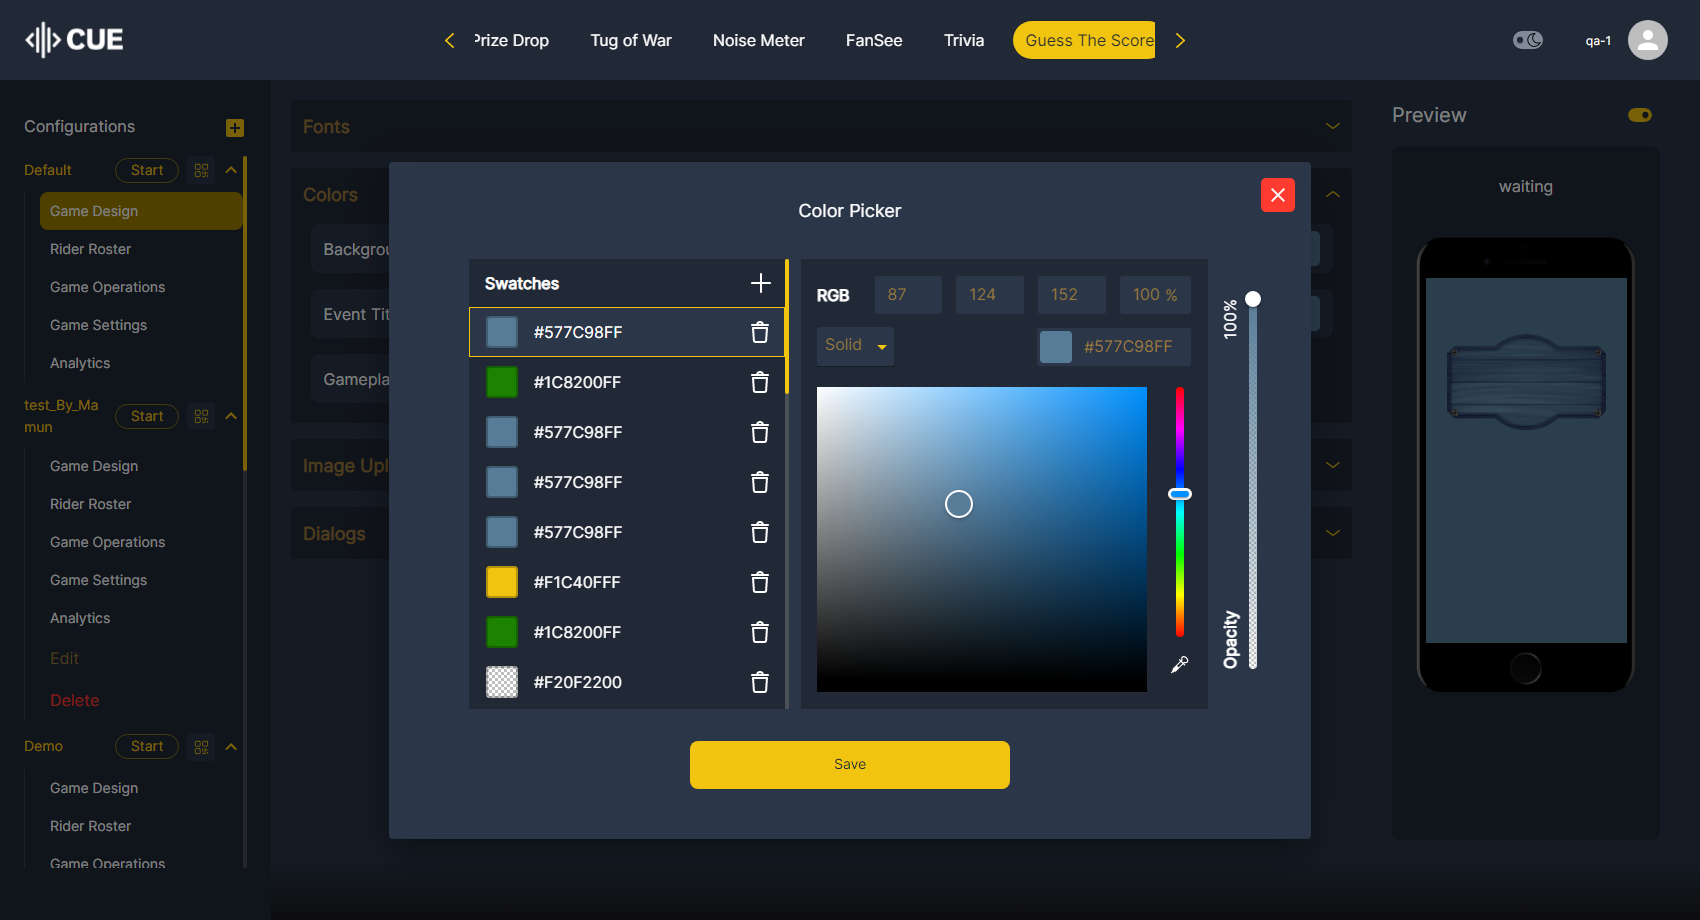 CUE
Prize Drop
Tug of War
Noise Meter
FanSee
Trivia
Guess The Score
qa-1
Configurations
Default
Start
Game Design
Rider Roster
Game Operations
Game Settings
Analytics
test_By_Ma
mun
Start
Game Design
Rider Roster
Game Operations
Game Settings
Analytics
Edit
Delete
Demo
Start
Game Design
Rider Roster
Game Operations
Fonts
Colors
Backgrou
Event Tit
Gamepla
Image Upl
Dialogs
Color Picker
Swatches
#577C98FF
#1C8200FF
#577C98FF
#577C98FF
#577C98FF
#F1C40FFF
#1C8200FF
#F20F2200
RGB
87
124
152
100 %
Solid
#577C98FF
100%
Opacity
Save
Preview
waiting